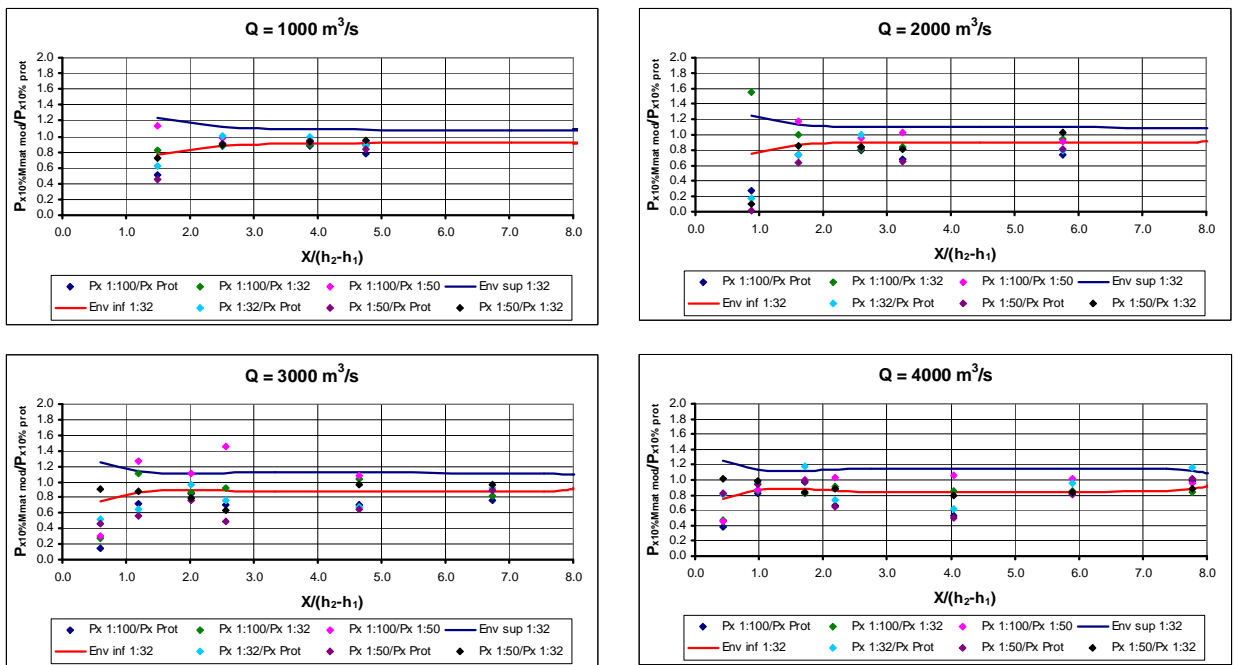 Q = 1000 m³/s
Px10%Mmat mod/Px10% prot
2.0
1.8
1.6
1.4
1.2
1.0
0.8
0.6
0.4
0.2
0.0
0.0 1.0 2.0 3.0 4.0 5.0 6.0 7.0 8.0
X/(h₂-h₁)
Px 1:100/Px Prot Px 1:100/Px 1:32 Px 1:100/Px 1:50 Env sup 1:32
Env inf 1:32 Px 1:32/Px Prot Px 1:50/Px Prot Px 1:50/Px 1:32
Q = 2000 m³/s
Px10%Mmat mod/Px10% prot
2.0
1.8
1.6
1.4
1.2
1.0
0.8
0.6
0.4
0.2
0.0
0.0 1.0 2.0 3.0 4.0 5.0 6.0 7.0 8.0
X/(h₂-h₁)
Px 1:100/Px Prot Px 1:100/Px 1:32 Px 1:100/Px 1:50 Env sup 1:32
Env inf 1:32 Px 1:32/Px Prot Px 1:50/Px Prot Px 1:50/Px 1:32
Q = 3000 m³/s
Px10%Mmat mod/Px10% prot
2.0
1.8
1.6
1.4
1.2
1.0
0.8
0.6
0.4
0.2
0.0
0.0 1.0 2.0 3.0 4.0 5.0 6.0 7.0 8.0
X/(h₂-h₁)
Px 1:100/Px Prot Px 1:100/Px 1:32 Px 1:100/Px 1:50 Env sup 1:32
Env inf 1:32 Px 1:32/Px Prot Px 1:50/Px Prot Px 1:50/Px 1:32
Q = 4000 m³/s
Px10%Mmat mod/Px10% prot
2.0
1.8
1.6
1.4
1.2
1.0
0.8
0.6
0.4
0.2
0.0
0.0 1.0 2.0 3.0 4.0 5.0 6.0 7.0 8.0
X/(h₂-h₁)
Px 1:100/Px Prot Px 1:100/Px 1:32 Px 1:100/Px 1:50 Env sup 1:32
Env inf 1:32 Px 1:32/Px Prot Px 1:50/Px Prot Px 1:50/Px 1:32